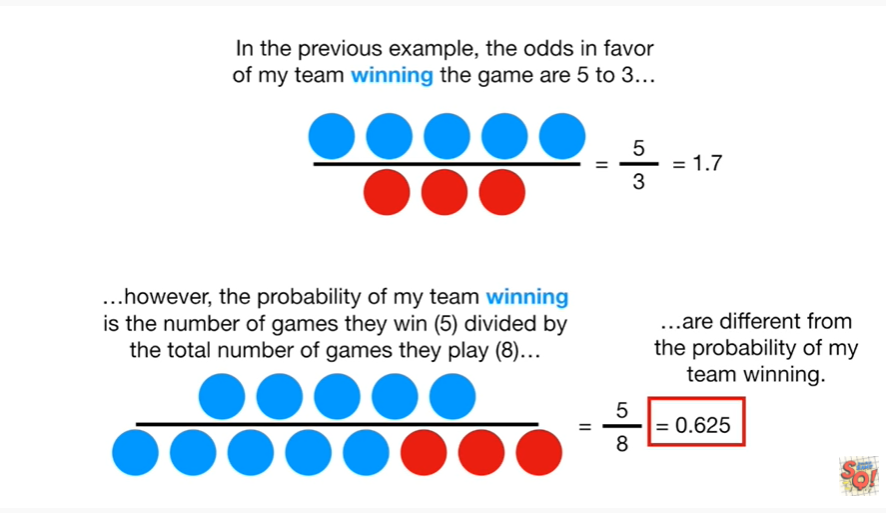 In the previous example, the odds in favor
of my team winning the game are 5 to 3…
= 5/3 = 1.7
…however, the probability of my team winning
is the number of games they win (5) divided by
the total number of games they play (8)…
…are different from
the probability of my
team winning.
= 5/8 = 0.625